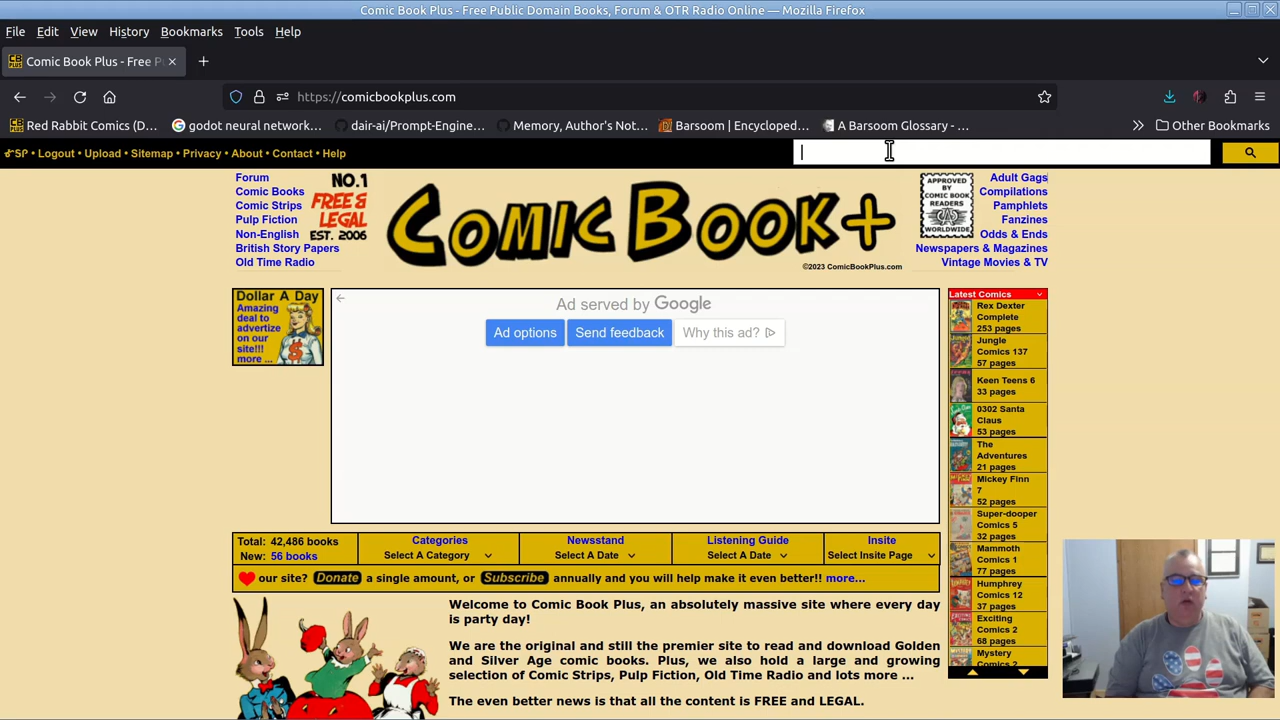 Comic Book Plus - Free Public Domain Books, Forum & OTR Radio Online — Mozilla Firefox
File Edit View History Bookmarks Tools Help
CB PLUS Comic Book Plus - Free P
https://comicbookplus.com
Red Rabbit Comics (D… godot neural network… dair-ai/Prompt-Engine… Memory, Author's Not… Barsoom | Encycloped… A Barsoom Glossary - … Other Bookmarks
SP • Logout • Upload • Sitemap • Privacy • About • Contact • Help
Forum
Comic Books
Comic Strips
Pulp Fiction
Non-English
British Story Papers
Old Time Radio
NO.1
FREE &
LEGAL
EST. 2006
COMIC BOOK+
©2023 ComicBookPlus.com
APPROVED
BY
COMIC BOOK
READERS
WORLDWIDE
Adult Gags
Compilations
Pamphlets
Fanzines
Odds & Ends
Newspapers & Magazines
Vintage Movies & TV
Dollar A Day
Amazing
deal to
advertise
on our
site!!!
more ...
Ad served by Google
Ad options Send feedback Why this ad?
Latest Comics
Rex Dexter
Complete
253 pages
Jungle
Comics 137
57 pages
Keen Teens 6
33 pages
0302 Santa
Claus
53 pages
The
Adventures
21 pages
Mickey Finn
7
52 pages
Super-dooper
Comics 5
32 pages
Mammoth
Comics 1
77 pages
Humphrey
Comics 12
37 pages
Exciting
Comics 2
68 pages
Mystery
Comics 2
Total: 42,486 books
New: 56 books
Categories
Select A Category
Newsstand
Select A Date
Listening Guide
Select A Date
Insite
Select Insite Page
our site? Donate a single amount, or Subscribe annually and you will help make it even better!! more...
Welcome to Comic Book Plus, an absolutely massive site where every day
is party day!
We are the original and still the premier site to read and download Golden
and Silver Age comic books. Plus, we also hold a large and growing
selection of Comic Strips, Pulp Fiction, Old Time Radio and lots more ...
The even better news is that all the content is FREE and LEGAL.